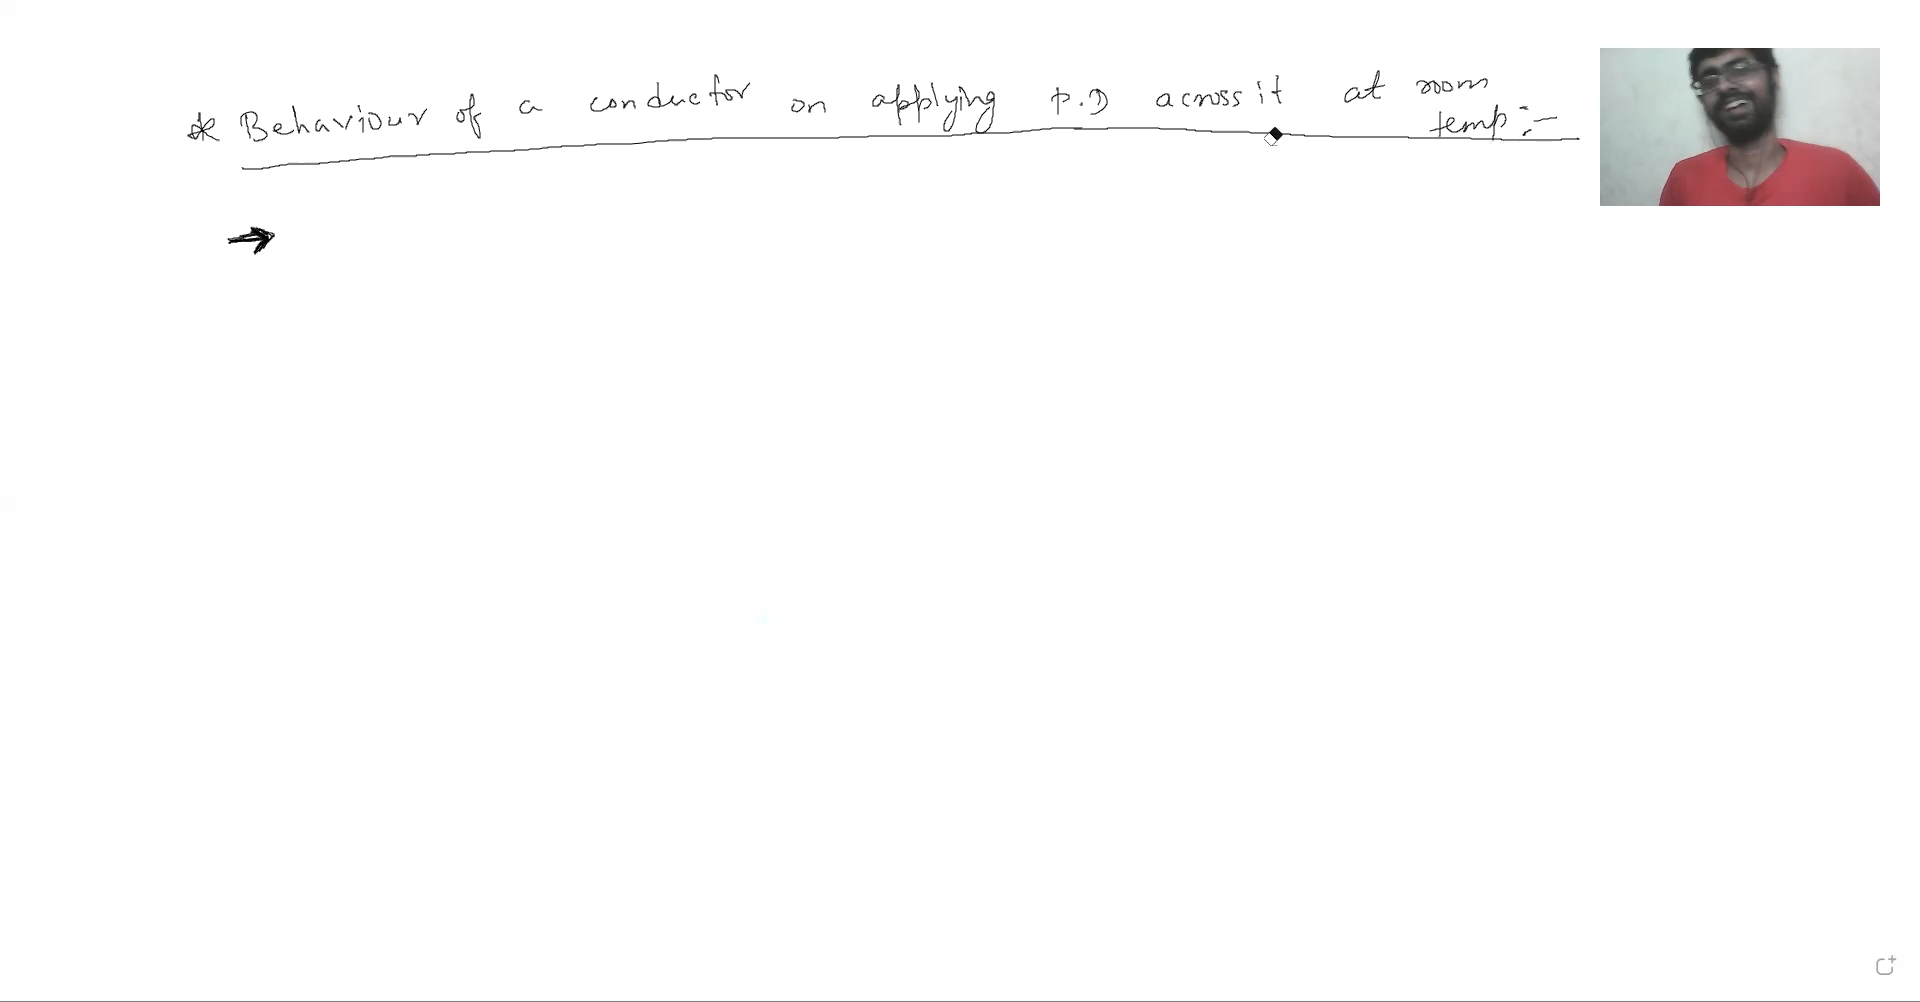 * Behaviour of a conductor on applying p.D across it at room
temp:-
→